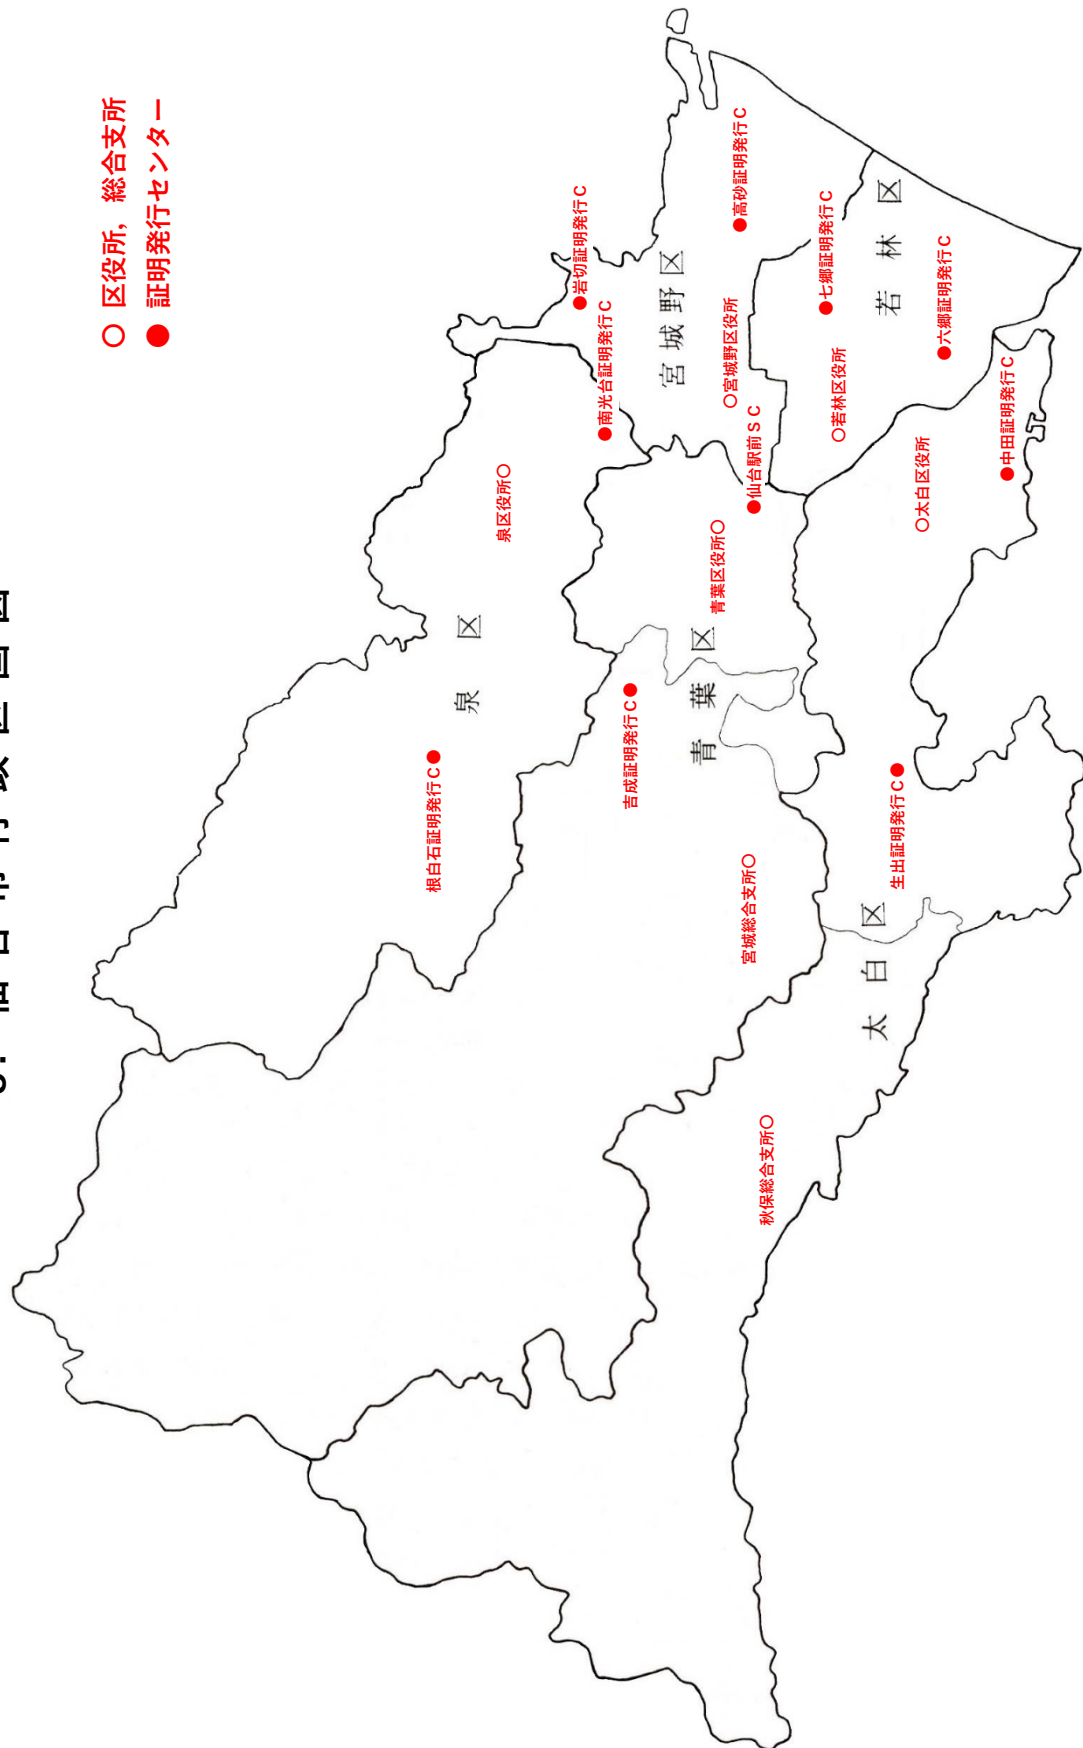 ○ 区役所，総合支所
● 証明発行センター
●岩切証明発行Ｃ
●南光台証明発行Ｃ
泉区役所○
泉　区
根白石証明発行Ｃ●
宮城野区
●高砂証明発行Ｃ
○宮城野区役所
●仙台駅前ＳＣ
青葉区役所○
青葉区
吉成証明発行Ｃ●
宮城総合支所○
●七郷証明発行Ｃ
○若林区役所
若林区
●六郷証明発行Ｃ
●中田証明発行Ｃ
○太白区役所
生出証明発行Ｃ●
太白区
秋保総合支所○